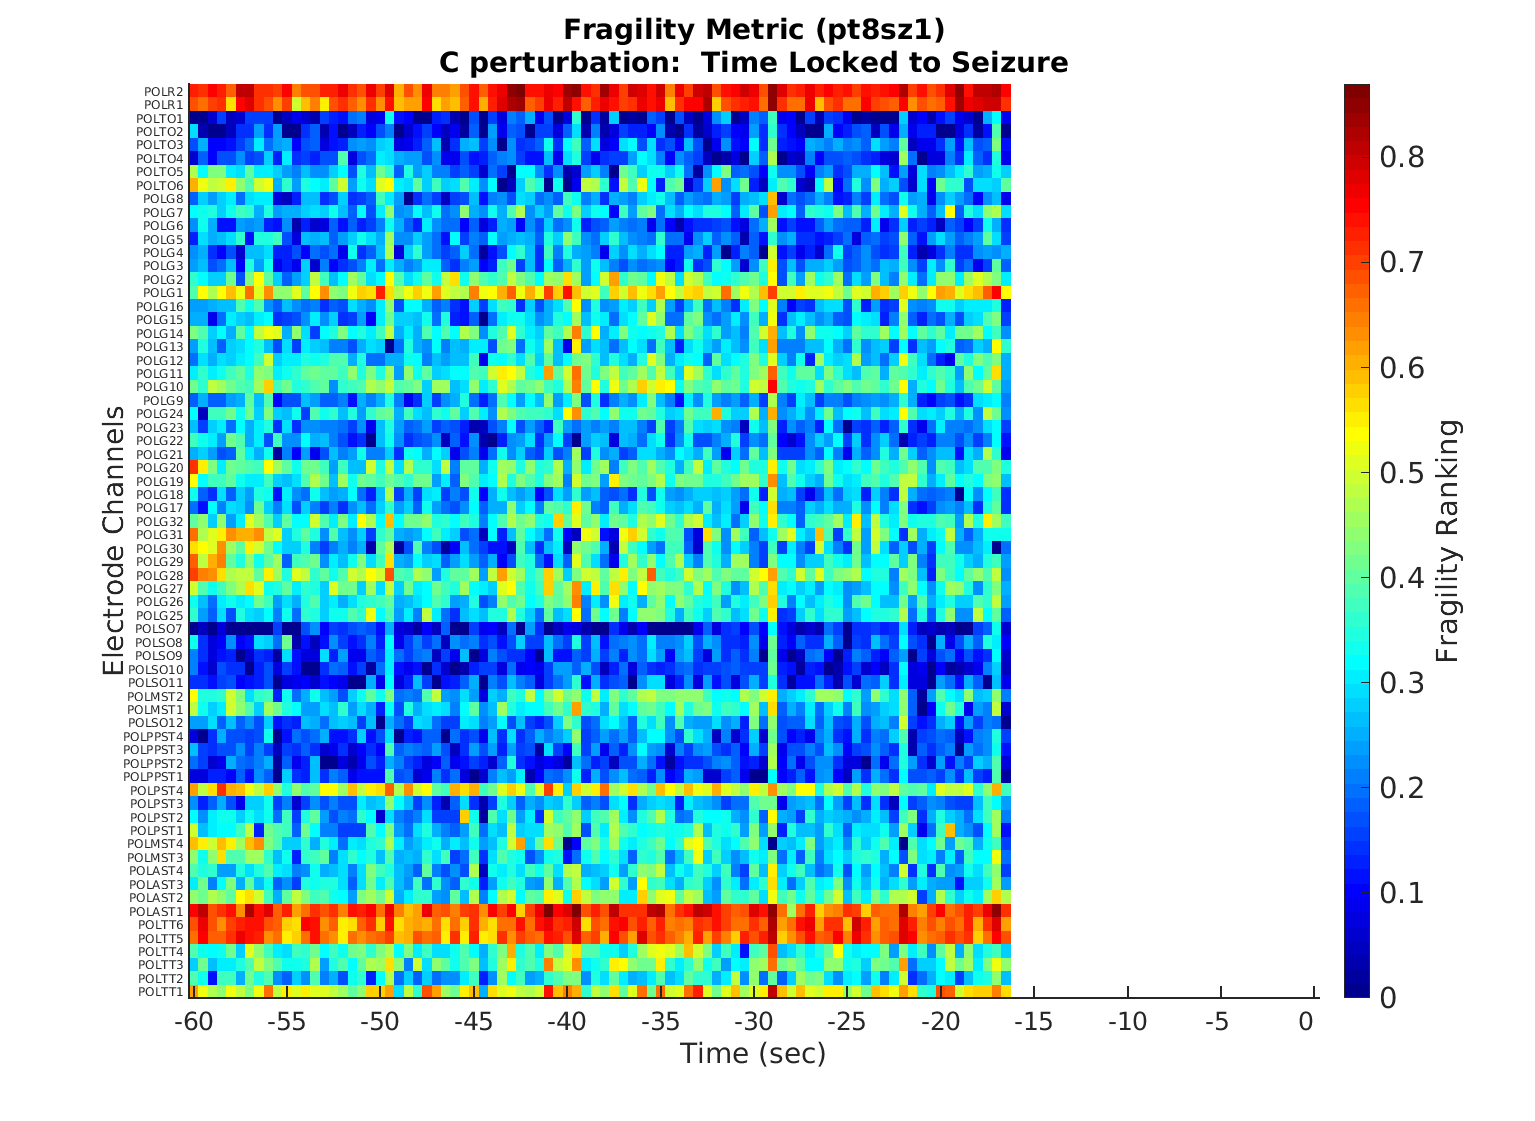 Fragility Metric (pt8sz1)
C perturbation:  Time Locked to Seizure
Electrode Channels
POLR2
POLR1
POLTO1
POLTO2
POLTO3
POLTO4
POLTO5
POLTO6
POLG8
POLG7
POLG6
POLG5
POLG4
POLG3
POLG2
POLG1
POLG16
POLG15
POLG14
POLG13
POLG12
POLG11
POLG10
POLG9
POLG24
POLG23
POLG22
POLG21
POLG20
POLG19
POLG18
POLG17
POLG32
POLG31
POLG30
POLG29
POLG28
POLG27
POLG26
POLG25
POLSO7
POLSO8
POLSO9
POLSO10
POLSO11
POLMST2
POLMST1
POLSO12
POLPPST4
POLPPST3
POLPPST2
POLPPST1
POLPST4
POLPST3
POLPST2
POLPST1
POLMST4
POLMST3
POLAST4
POLAST3
POLAST2
POLAST1
POLTT6
POLTT5
POLTT4
POLTT3
POLTT2
POLTT1
-60 -55 -50 -45 -40 -35 -30 -25 -20 -15 -10 -5 0
Time (sec)
0.8
0.7
0.6
0.5
0.4
0.3
0.2
0.1
0
Fragility Ranking